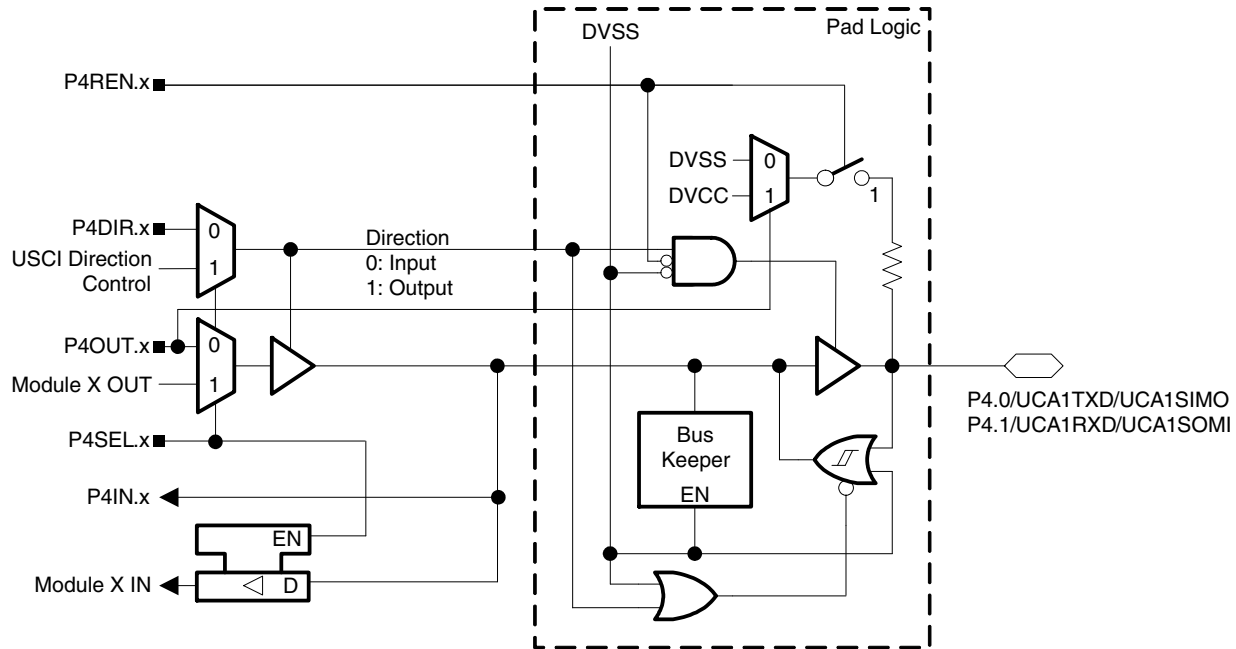 Pad Logic
DVSS
P4REN.x
DVSS
0
DVCC
1
1
P4DIR.x
0
USCI Direction
Control
1
Direction
0: Input
1: Output
P4OUT.x
0
Module X OUT
1
P4SEL.x
P4IN.x
EN
D
Module X IN
Bus
Keeper
EN
P4.0/UCA1TXD/UCA1SIMO
P4.1/UCA1RXD/UCA1SOMI